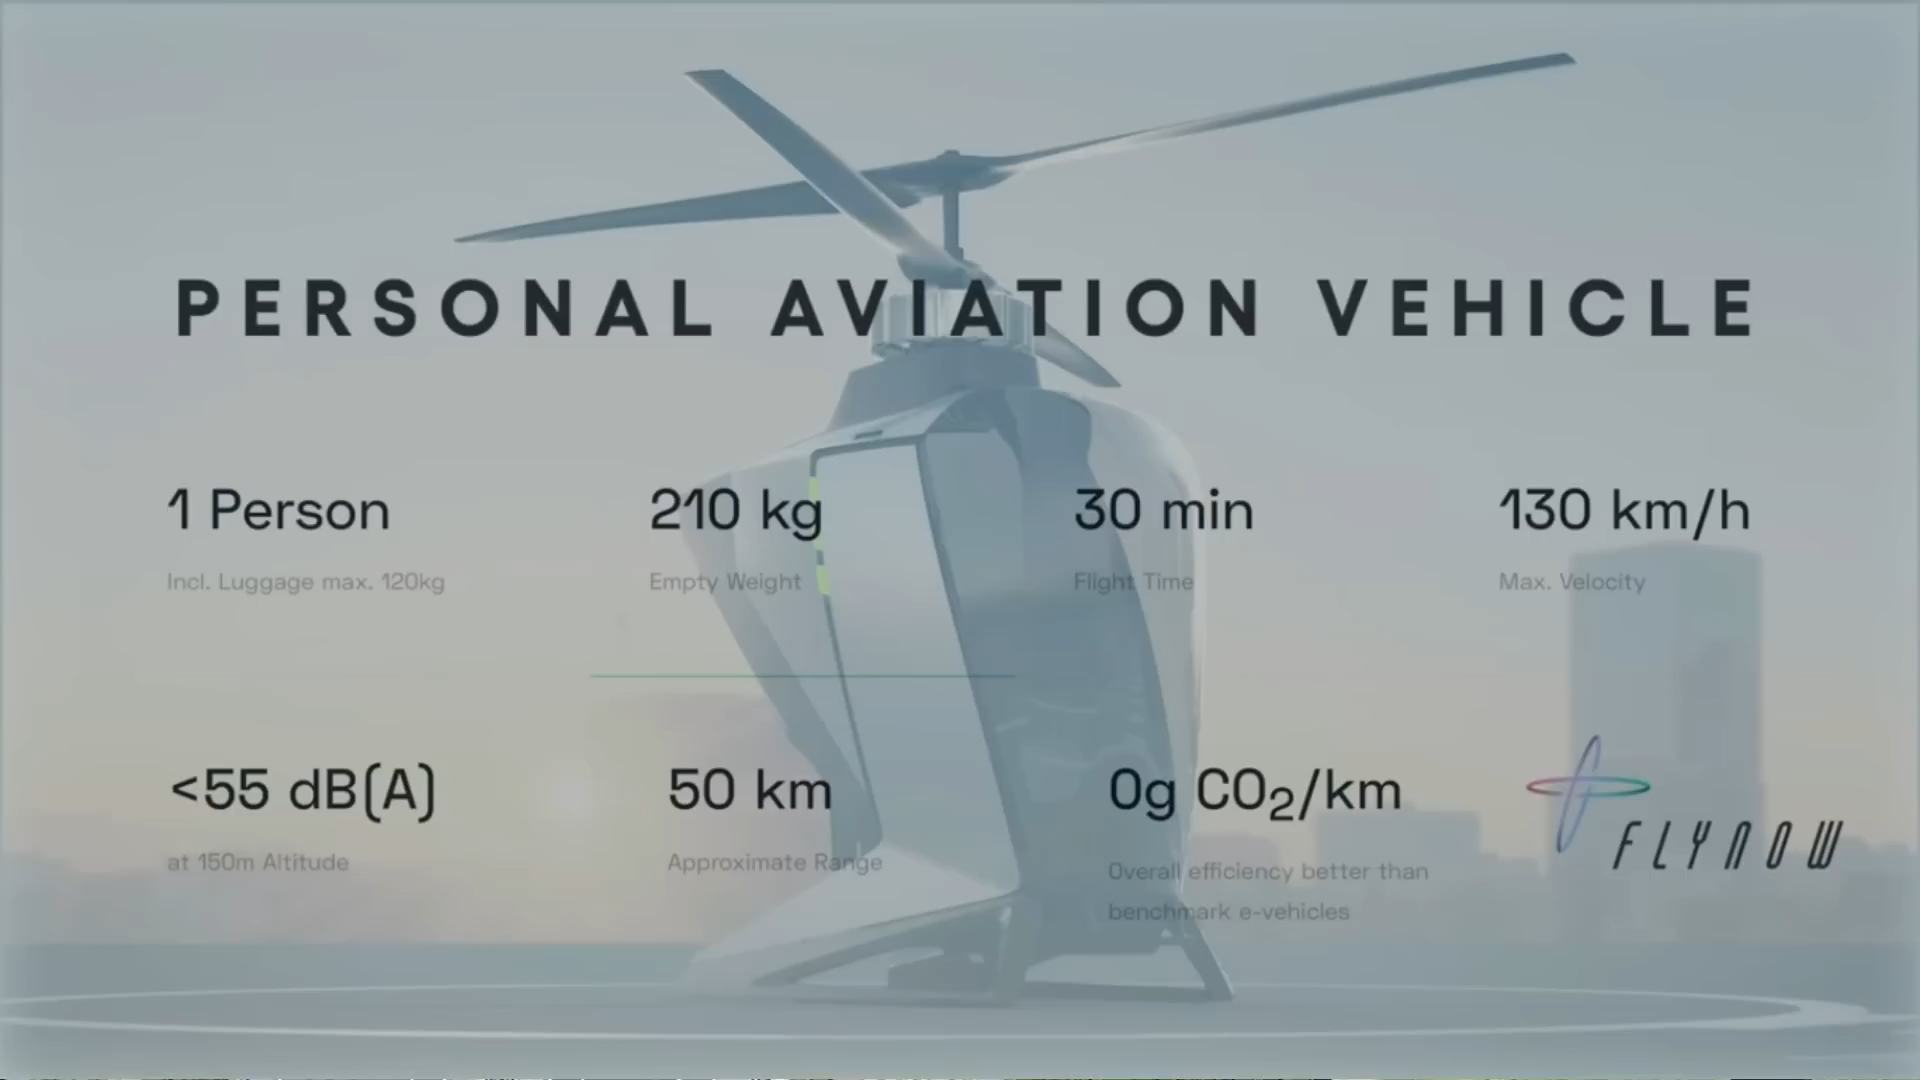 PERSONAL AVIATION VEHICLE
1 Person
Incl. Luggage max. 120kg
210 kg
Empty Weight
30 min
Flight Time
130 km/h
Max. Velocity
<55 dB(A)
at 150m Altitude
50 km
Approximate Range
0g CO₂/km
Overall efficiency better than
benchmark e-vehicles
FLYNOW